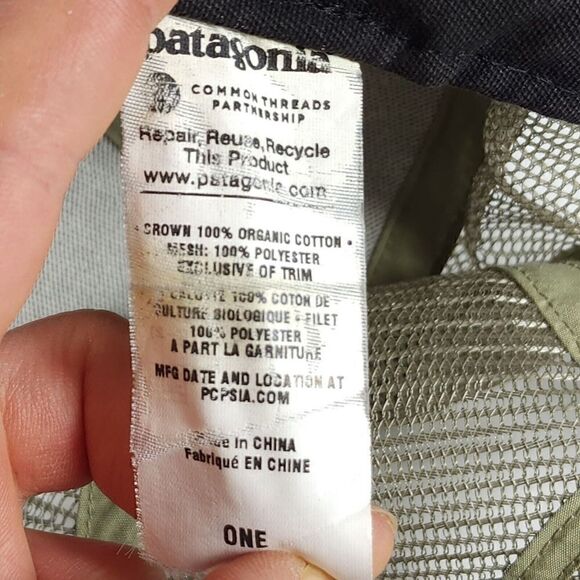 patagonia
COMMON THREADS
PARTNERSHIP
Repair, Reuse, Recycle
This Product
www.patagonia.com
• CROWN 100% ORGANIC COTTON •
MESH: 100% POLYESTER
EXCLUSIVE OF TRIM
100% COTON DE
CULTURE BIOLOGIQUE • FILET
100% POLYESTER
A PART LA GARNITURE
MFG DATE AND LOCATION AT
PCPSIA.COM
in CHINA
Fabriqué EN CHINE
ONE